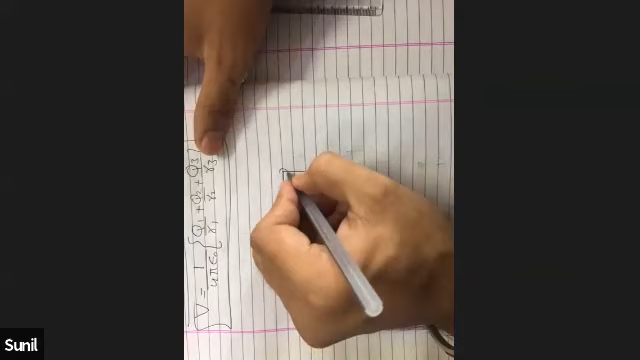 V = 1/4πε₀ [Q₁/r₁ + Q₂/r₂ + Q₃/r₃]
Sunil